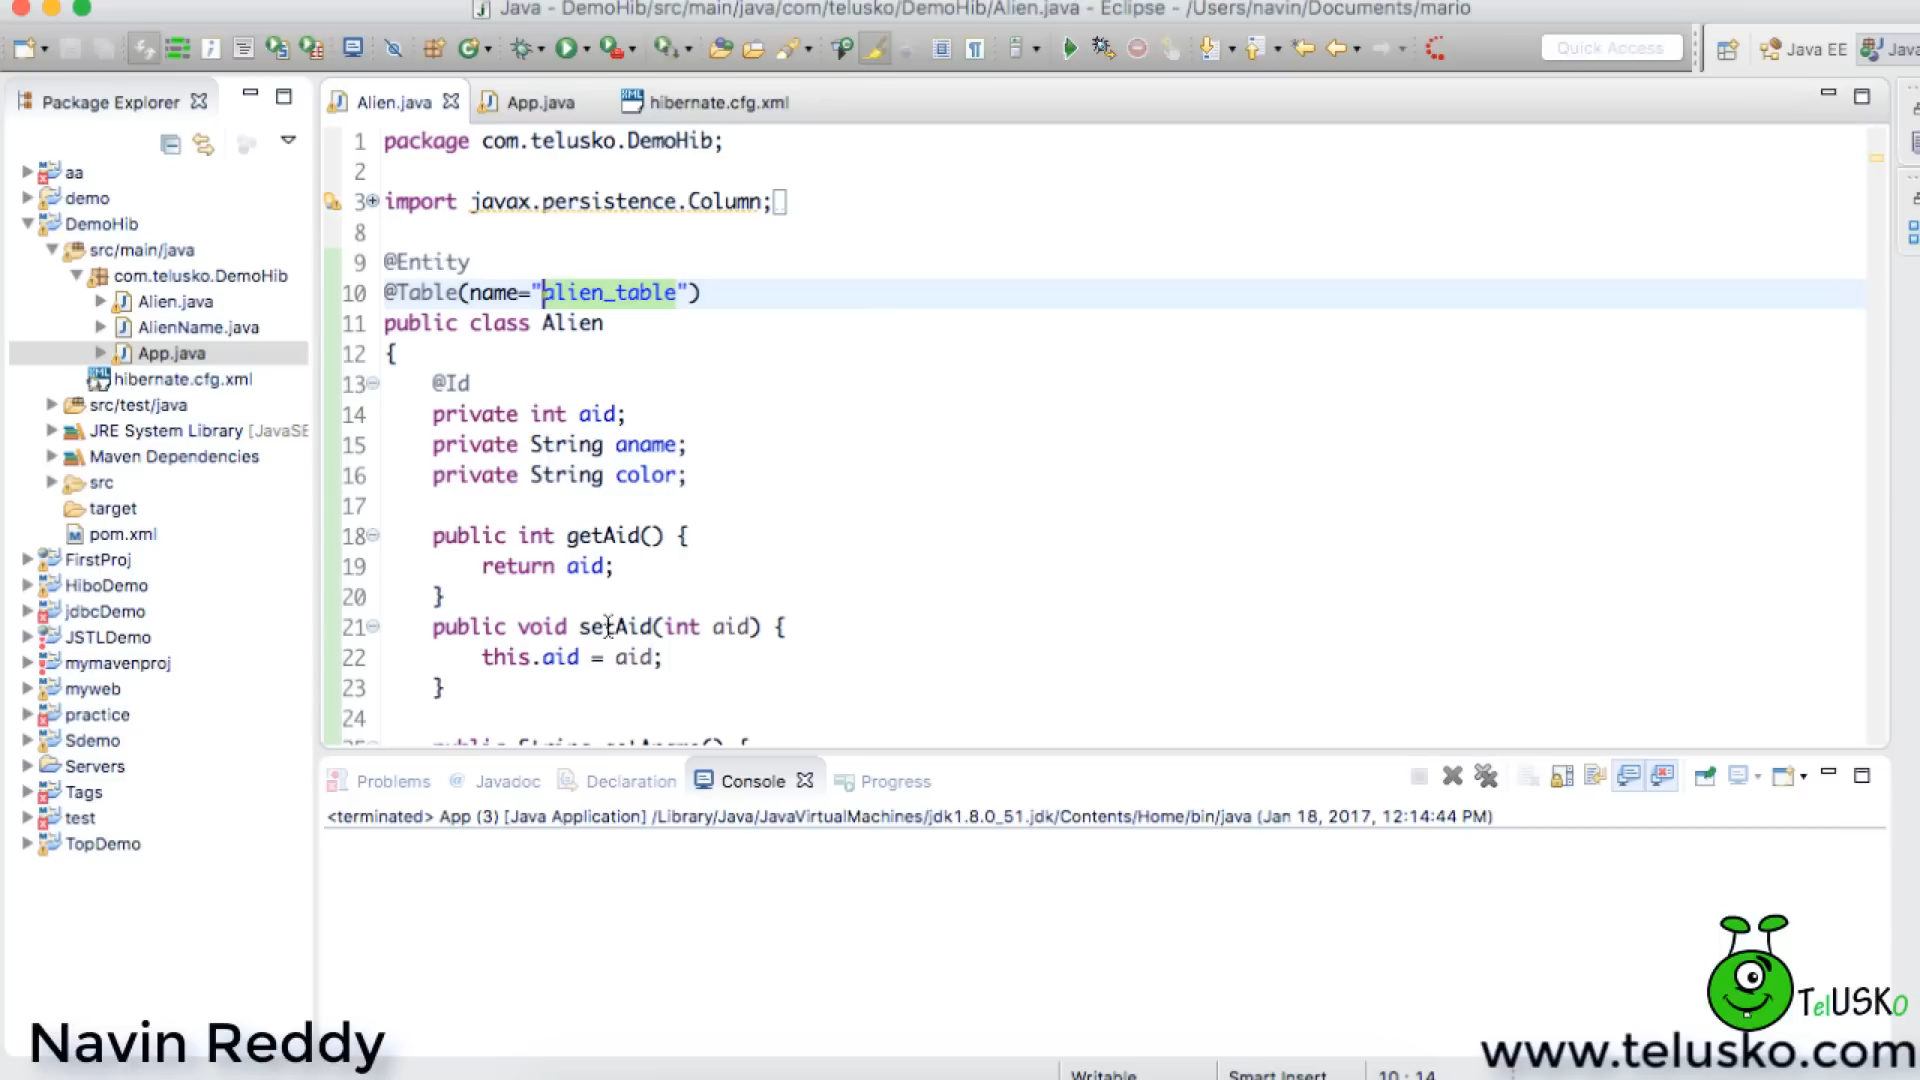 Java - DemoHib/src/main/java/com/telusko/DemoHib/Alien.java - Eclipse - /Users/navin/Documents/mario
Quick Access
Java EE
Java
Package Explorer
Alien.java
App.java
hibernate.cfg.xml
aa
demo
DemoHib
src/main/java
com.telusko.DemoHib
Alien.java
AlienName.java
App.java
hibernate.cfg.xml
src/test/java
JRE System Library [JavaSE
Maven Dependencies
src
target
pom.xml
FirstProj
HiboDemo
jdbcDemo
JSTLDemo
mymavenproj
myweb
practice
Sdemo
Servers
Tags
test
TopDemo
1 package com.telusko.DemoHib;
2
3 import javax.persistence.Column;
8
9 @Entity
10 @Table(name="alien_table")
11 public class Alien
12 {
13 @Id
14 private int aid;
15 private String aname;
16 private String color;
17
18 public int getAid() {
19 return aid;
20 }
21 public void setAid(int aid) {
22 this.aid = aid;
23 }
24
Problems
Javadoc
Declaration
Console
Progress
<terminated> App (3) [Java Application] /Library/Java/JavaVirtualMachines/jdk1.8.0_51.jdk/Contents/Home/bin/java (Jan 18, 2017, 12:14:44 PM)
TelUSKO
Navin Reddy
www.telusko.com
Writable
Smart Insert
10 : 14